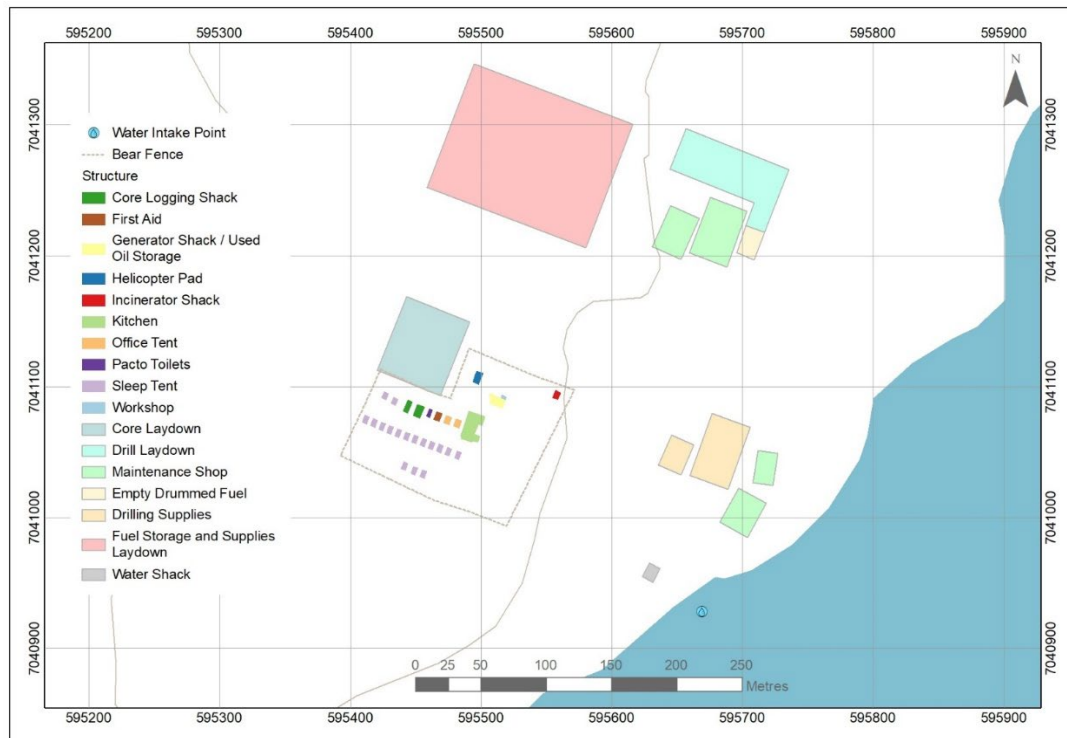 595200 595300 595400 595500 595600 595700 595800 595900
N
7041300
7041200
7041100
7041000
7040900
7041300
7041200
7041100
7041000
7040900
Water Intake Point
Bear Fence
Structure
Core Logging Shack
First Aid
Generator Shack / Used
Oil Storage
Helicopter Pad
Incinerator Shack
Kitchen
Office Tent
Pacto Toilets
Sleep Tent
Workshop
Core Laydown
Drill Laydown
Maintenance Shop
Empty Drummed Fuel
Drilling Supplies
Fuel Storage and Supplies
Laydown
Water Shack
0 25 50 100 150 200 250
Metres
595200 595300 595400 595500 595600 595700 595800 595900